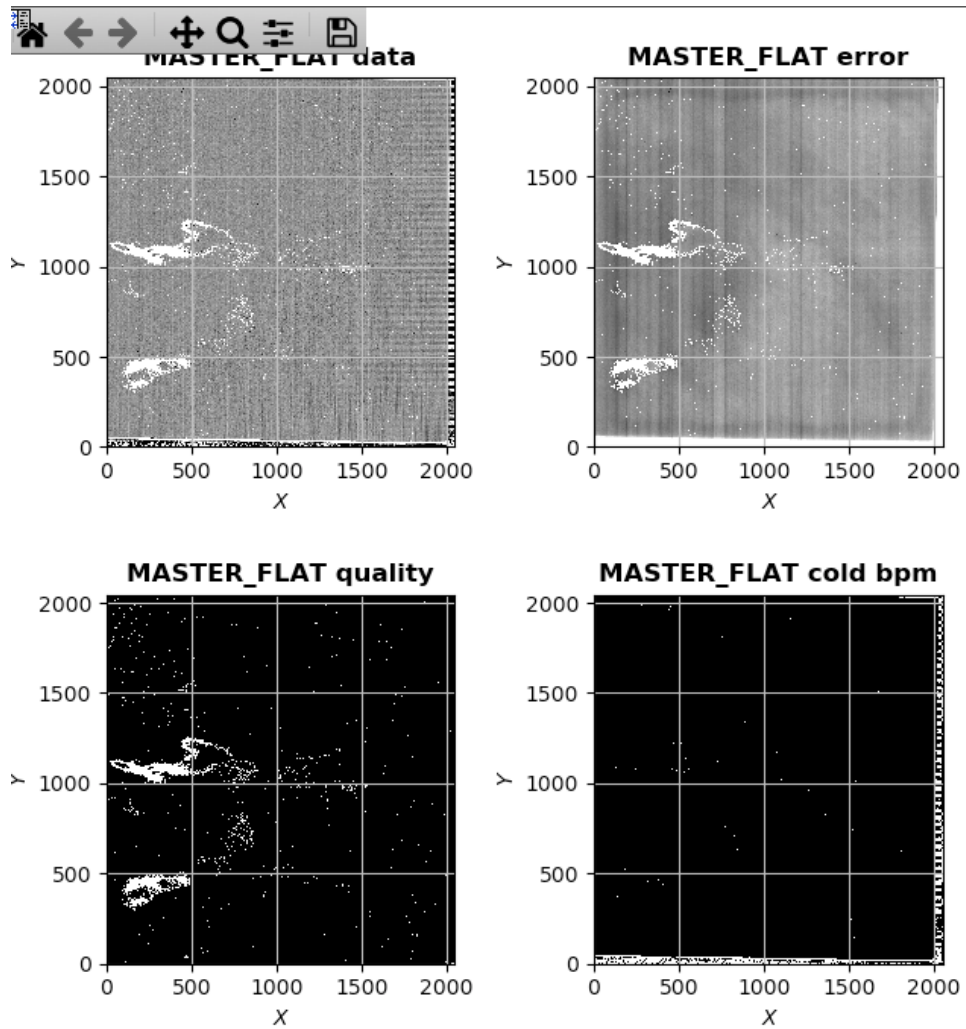 MASTER_FLAT data
MASTER_FLAT error
2000
1500
1000
500
0
Y
0 500 1000 1500 2000
X
2000
1500
1000
500
0
Y
0 500 1000 1500 2000
X
MASTER_FLAT quality
MASTER_FLAT cold bpm
2000
1500
1000
500
0
Y
0 500 1000 1500 2000
X
2000
1500
1000
500
0
Y
0 500 1000 1500 2000
X